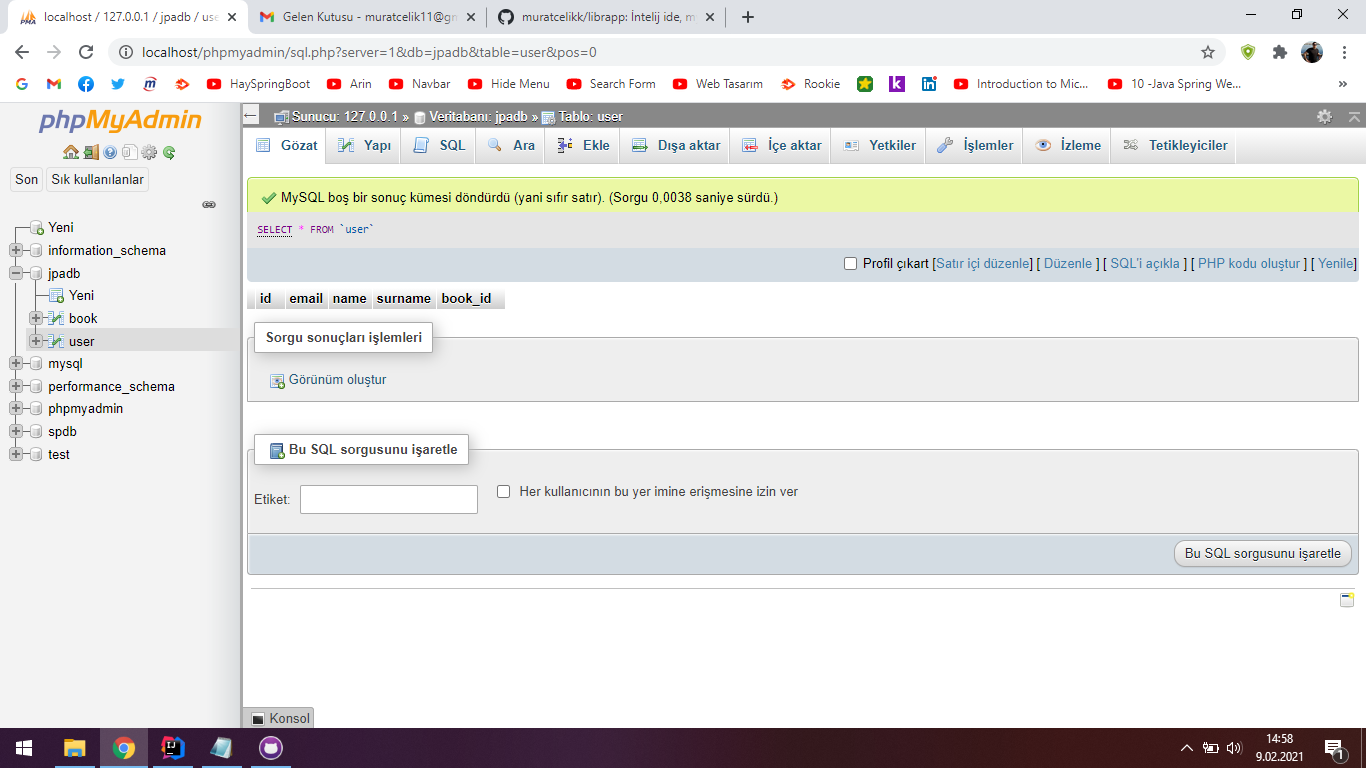 localhost / 127.0.0.1 / jpadb / use
Gelen Kutusu - muratcelik11@gm
muratcelikk/librapp: İntelij ide, m
localhost/phpmyadmin/sql.php?server=1&db=jpadb&table=user&pos=0
HaySpringBoot
Arin
Navbar
Hide Menu
Search Form
Web Tasarım
Rookie
Introduction to Mic...
10 -Java Spring We...
»
phpMyAdmin
Son
Sık kullanılanlar
Yeni
information_schema
jpadb
Yeni
book
user
mysql
performance_schema
phpmyadmin
spdb
test
Sunucu: 127.0.0.1 » Veritabanı: jpadb » Tablo: user
Gözat
Yapı
SQL
Ara
Ekle
Dışa aktar
İçe aktar
Yetkiler
İşlemler
İzleme
Tetikleyiciler
MySQL boş bir sonuç kümesi döndürdü (yani sıfır satır). (Sorgu 0,0038 saniye sürdü.)
SELECT * FROM `user`
Profil çıkart [Satır içi düzenle] [ Düzenle ] [ SQL'i açıkla ] [ PHP kodu oluştur ] [ Yenile]
id email name surname book_id
Sorgu sonuçları işlemleri
Görünüm oluştur
Bu SQL sorgusunu işaretle
Etiket:
Her kullanıcının bu yer imine erişmesine izin ver
Bu SQL sorgusunu işaretle
Konsol
14:58
9.02.2021
1